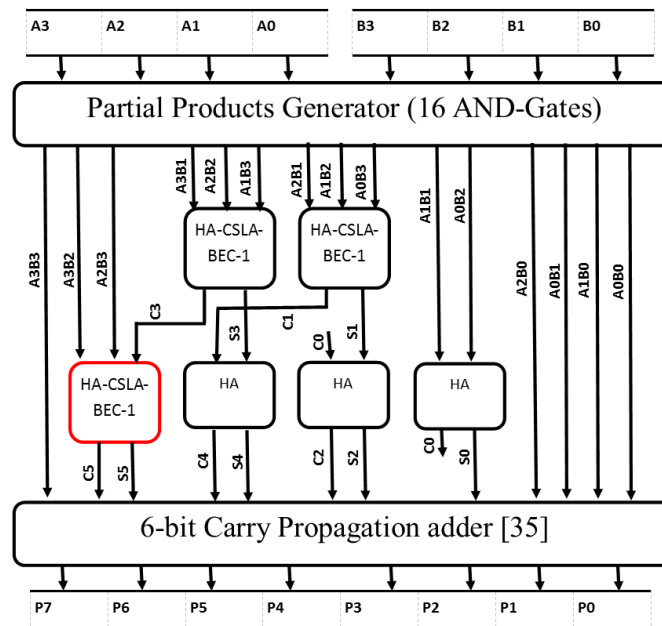 A3 A2 A1 A0 B3 B2 B1 B0
Partial Products Generator (16 AND-Gates)
A3B3 A3B2 A2B3 A3B1 A2B2 A1B3 A2B1 A1B2 A0B3 A1B1 A0B2 A2B0 A0B1 A1B0 A0B0
HA-CSLA-
BEC-1
HA-CSLA-
BEC-1
C3 S3 C1 C0 S1
HA-CSLA-
BEC-1
HA
HA
HA
C5 S5 C4 S4 C2 S2 C0 S0
6-bit Carry Propagation adder [35]
P7 P6 P5 P4 P3 P2 P1 P0